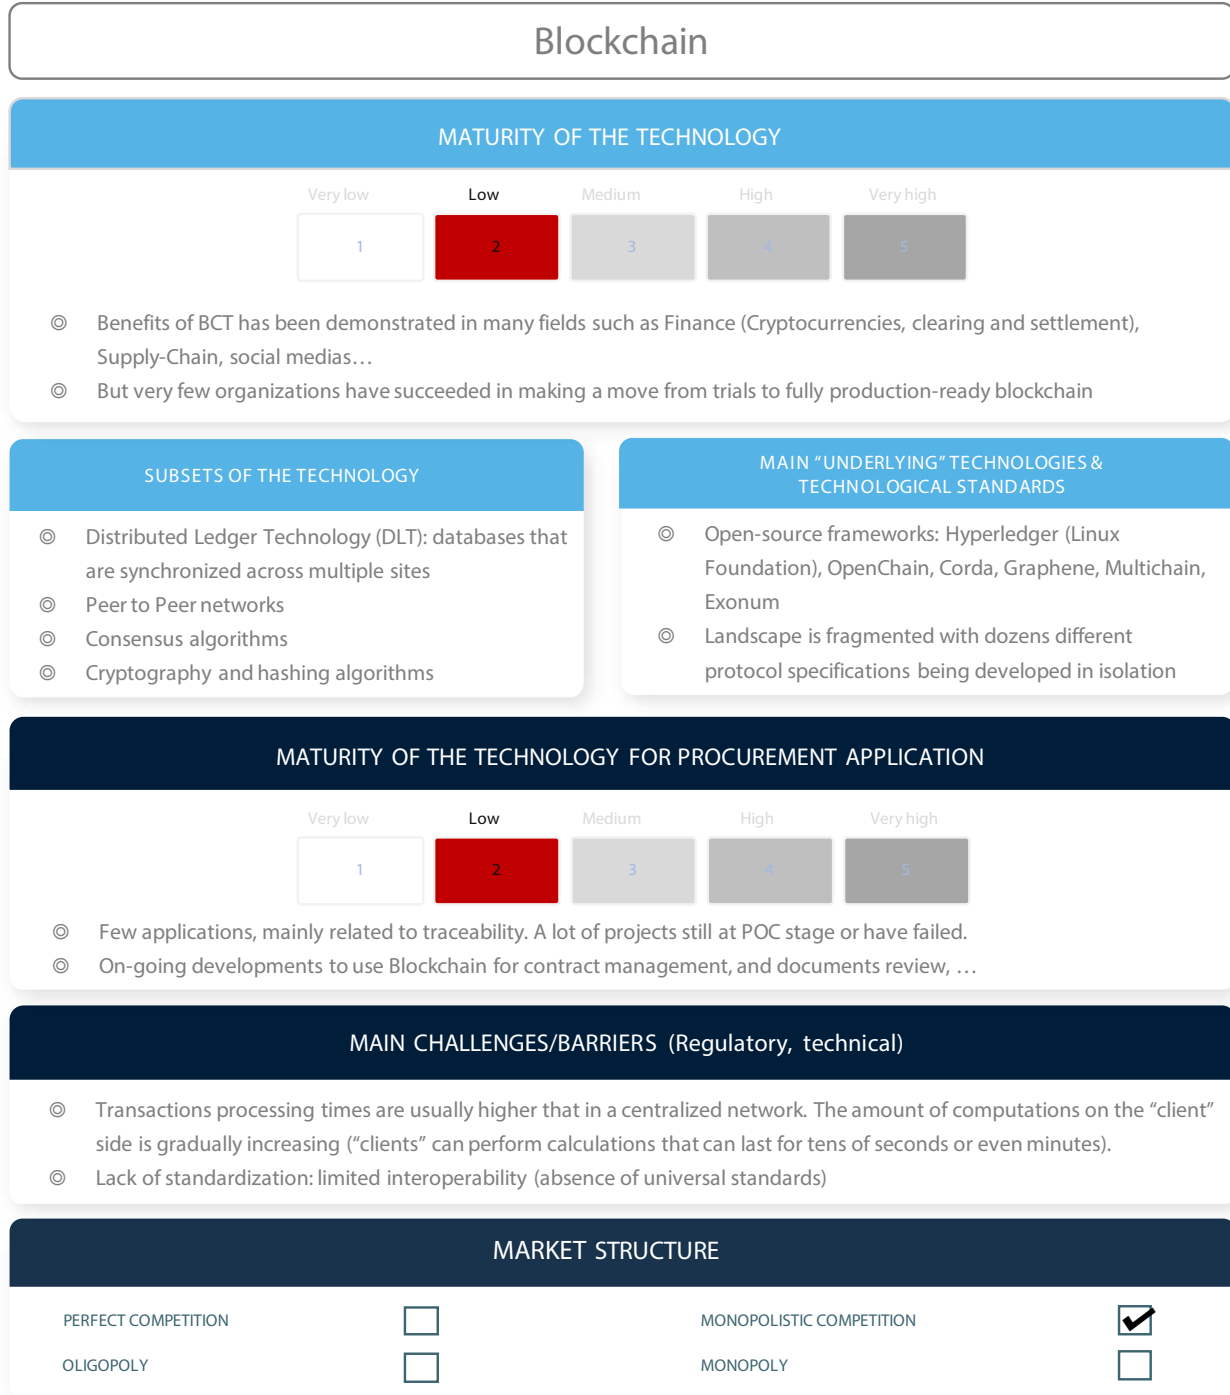 Blockchain
MATURITY OF THE TECHNOLOGY
Very low Low Medium High Very high
1 2 3 4 5
◎ Benefits of BCT has been demonstrated in many fields such as Finance (Cryptocurrencies, clearing and settlement),
Supply-Chain, social medias…
◎ But very few organizations have succeeded in making a move from trials to fully production-ready blockchain
SUBSETS OF THE TECHNOLOGY
◎ Distributed Ledger Technology (DLT): databases that
are synchronized across multiple sites
◎ Peer to Peer networks
◎ Consensus algorithms
◎ Cryptography and hashing algorithms
MAIN “UNDERLYING” TECHNOLOGIES &
TECHNOLOGICAL STANDARDS
◎ Open-source frameworks: Hyperledger (Linux
Foundation), OpenChain, Corda, Graphene, Multichain,
Exonum
◎ Landscape is fragmented with dozens different
protocol specifications being developed in isolation
MATURITY OF THE TECHNOLOGY FOR PROCUREMENT APPLICATION
Very low Low Medium High Very high
1 2 3 4 5
◎ Few applications, mainly related to traceability. A lot of projects still at POC stage or have failed.
◎ On-going developments to use Blockchain for contract management, and documents review, …
MAIN CHALLENGES/BARRIERS (Regulatory, technical)
◎ Transactions processing times are usually higher that in a centralized network. The amount of computations on the “client”
side is gradually increasing (“clients” can perform calculations that can last for tens of seconds or even minutes).
◎ Lack of standardization: limited interoperability (absence of universal standards)
MARKET STRUCTURE
PERFECT COMPETITION
MONOPOLISTIC COMPETITION
OLIGOPOLY
MONOPOLY